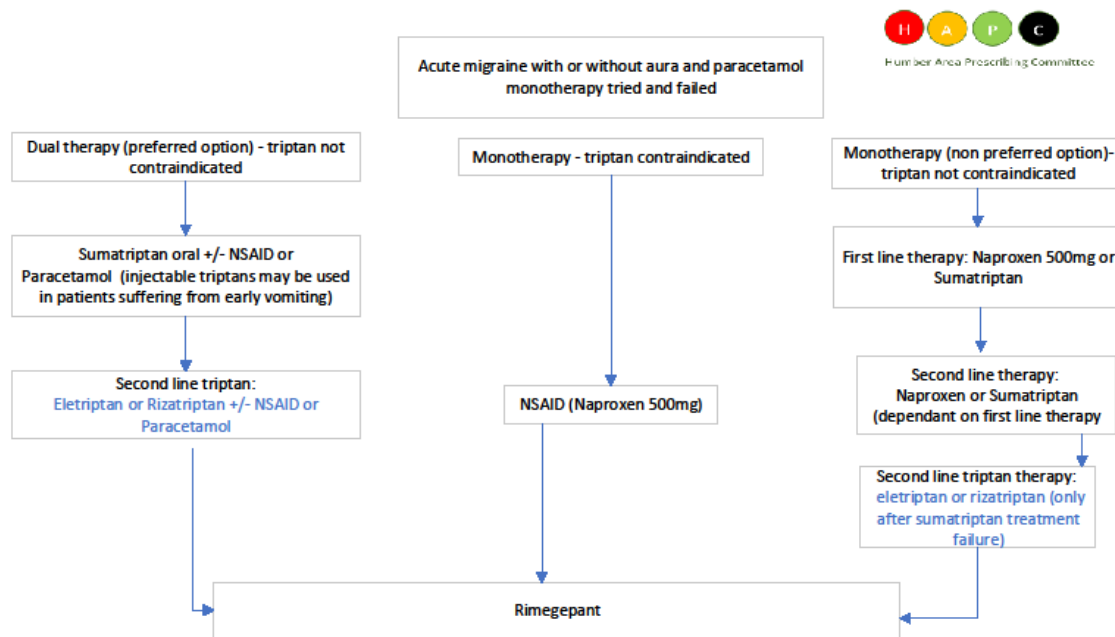 H A P C
Humber Area Prescribing Committee
Acute migraine with or without aura and paracetamol
monotherapy tried and failed
Dual therapy (preferred option) - triptan not
contraindicated
Sumatriptan oral +/- NSAID or
Paracetamol (injectable triptans may be used
in patients suffering from early vomiting)
Second line triptan:
Eletriptan or Rizatriptan +/- NSAID or
Paracetamol
Monotherapy - triptan contraindicated
NSAID (Naproxen 500mg)
Monotherapy (non preferred option)-
triptan not contraindicated
First line therapy: Naproxen 500mg or
Sumatriptan
Second line therapy:
Naproxen or Sumatriptan
(dependant on first line therapy
Second line triptan therapy:
eletriptan or rizatriptan (only
after sumatriptan treatment
failure)
Rimegepant